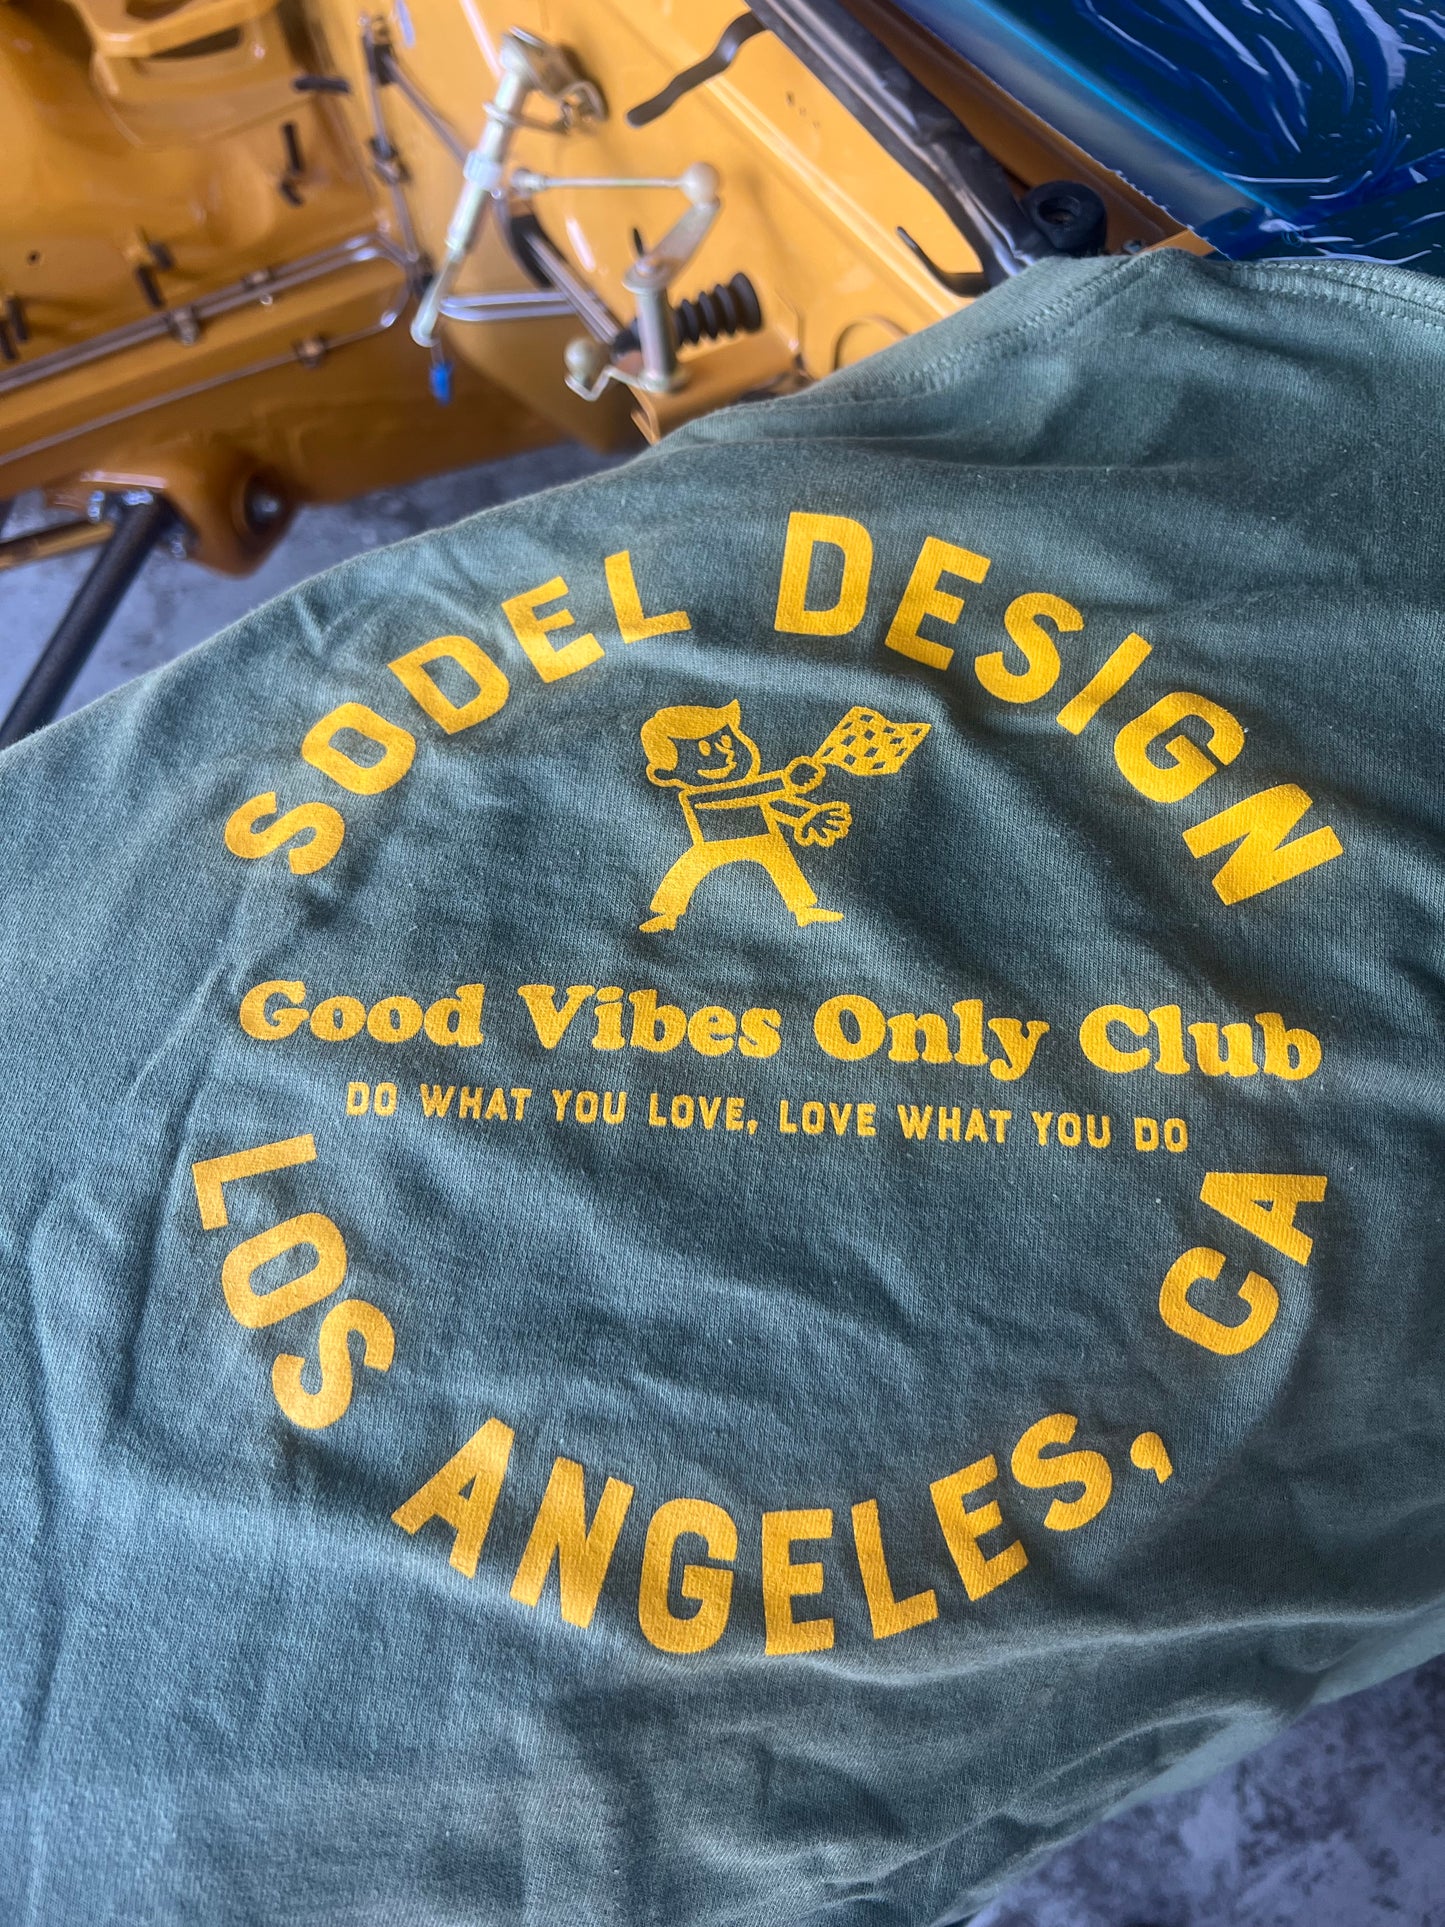 SODEL DESIGN
Good Vibes Only Club
DO WHAT YOU LOVE, LOVE WHAT YOU DO
LOS ANGELES, CA